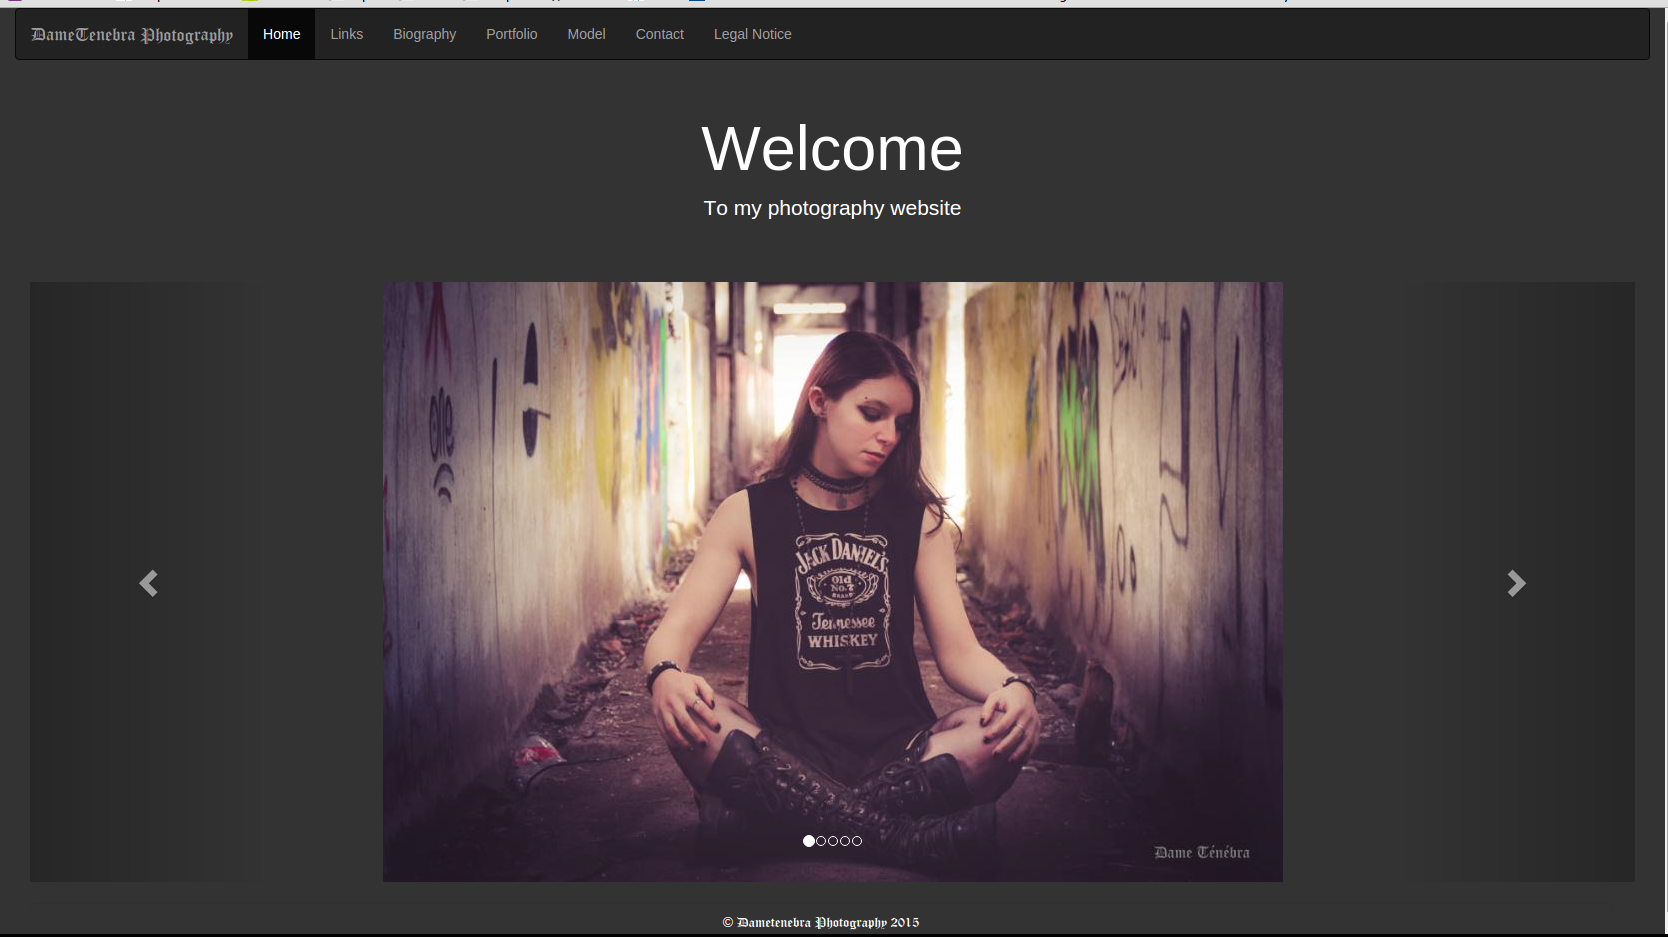 DameTenebra Photography Home Links Biography Portfolio Model Contact Legal Notice
Welcome
To my photography website
one
JACK DANIEL'S
Old
No.7
BRAND
Tennessee
WHISKEY
Dame Ténébra
© Dametenebra Photography 2015